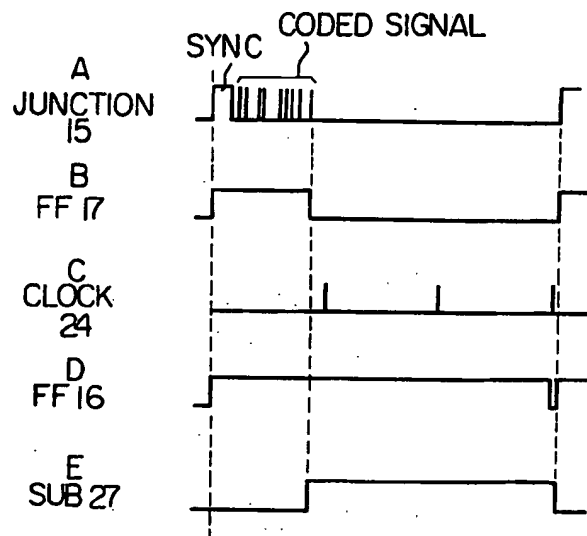 CODED SIGNAL
SYNC
A
JUNCTION
15
B
FF 17
C
CLOCK
24
D
FF 16
E
SUB 27